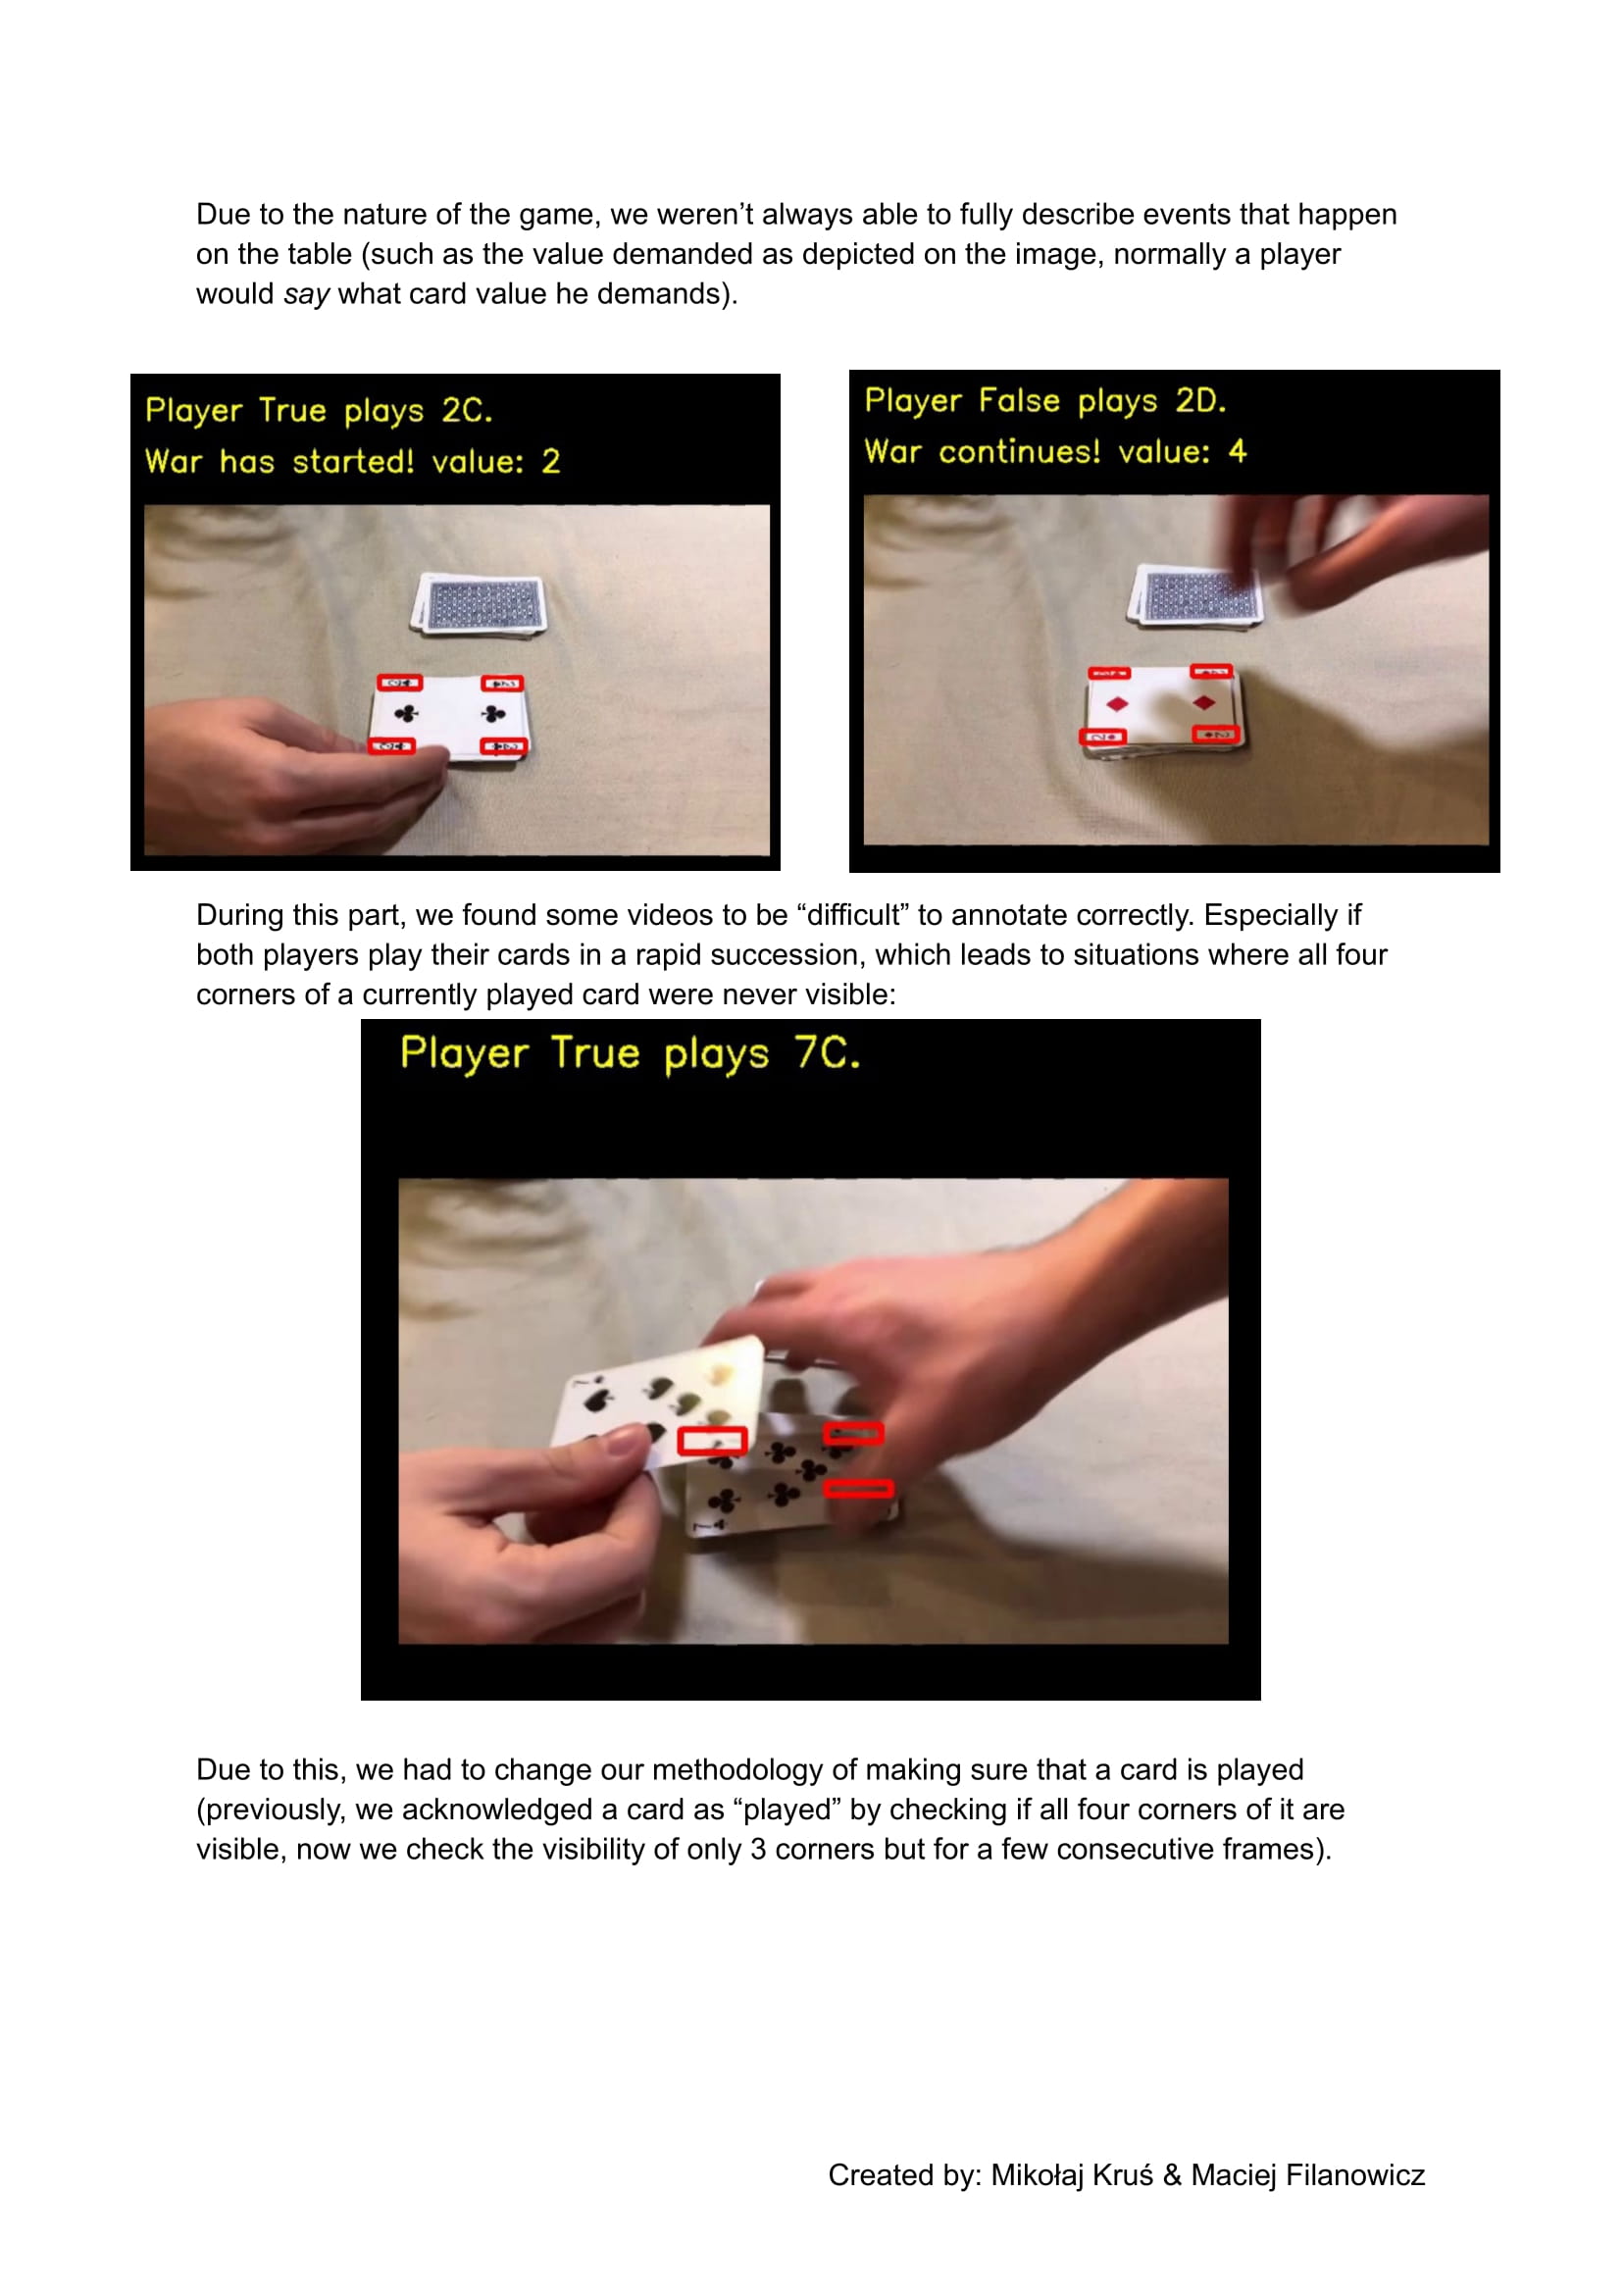 Due to the nature of the game, we weren’t always able to fully describe events that happen
on the table (such as the value demanded as depicted on the image, normally a player
would say what card value he demands).
Player True plays 2C.
War has started! value: 2
Player False plays 2D.
War continues! value: 4
During this part, we found some videos to be “difficult” to annotate correctly. Especially if
both players play their cards in a rapid succession, which leads to situations where all four
corners of a currently played card were never visible:
Player True plays 7C.
Due to this, we had to change our methodology of making sure that a card is played
(previously, we acknowledged a card as “played” by checking if all four corners of it are
visible, now we check the visibility of only 3 corners but for a few consecutive frames).
Created by: Mikołaj Kruś & Maciej Filanowicz